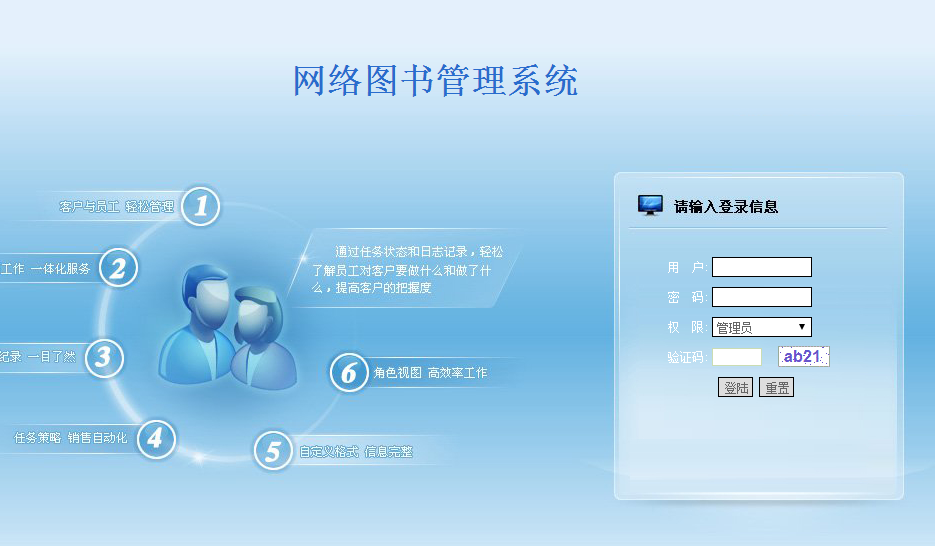 网络图书管理系统
客户与员工 轻松管理
1
工作 一体化服务
2
纪录 一目了然
3
任务策略 销售自动化
4
5
自定义格式 信息完整
6
角色视图 高效率工作
通过任务状态和日志记录，轻松
了解员工对客户要做什么和做了什
么，提高客户的把握度
请输入登录信息
用 户:
密 码:
权 限: 管理员
验证码: ab21
登陆 重置